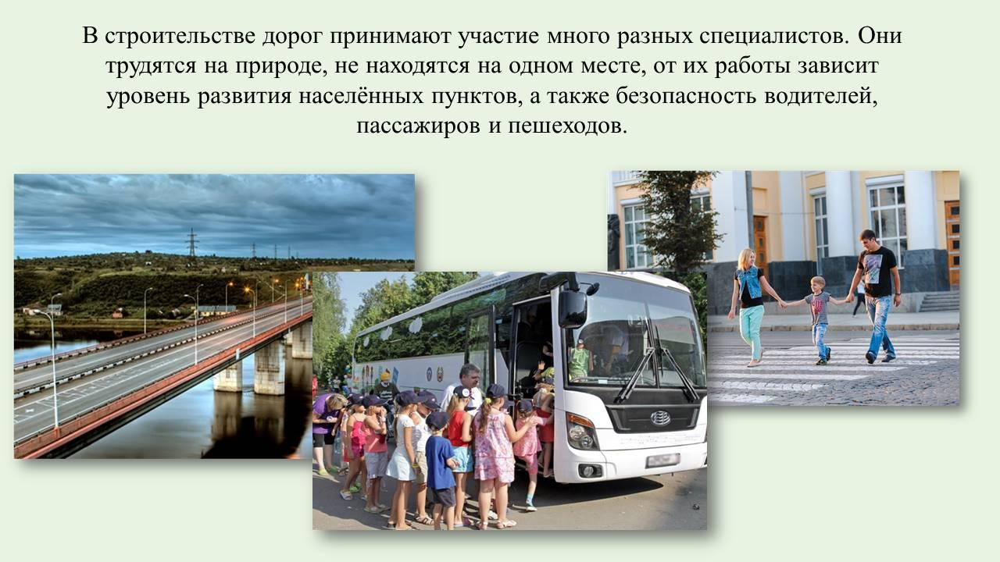 В строительстве дорог принимают участие много разных специалистов. Они
трудятся на природе, не находятся на одном месте, от их работы зависит
уровень развития населённых пунктов, а также безопасность водителей,
пассажиров и пешеходов.